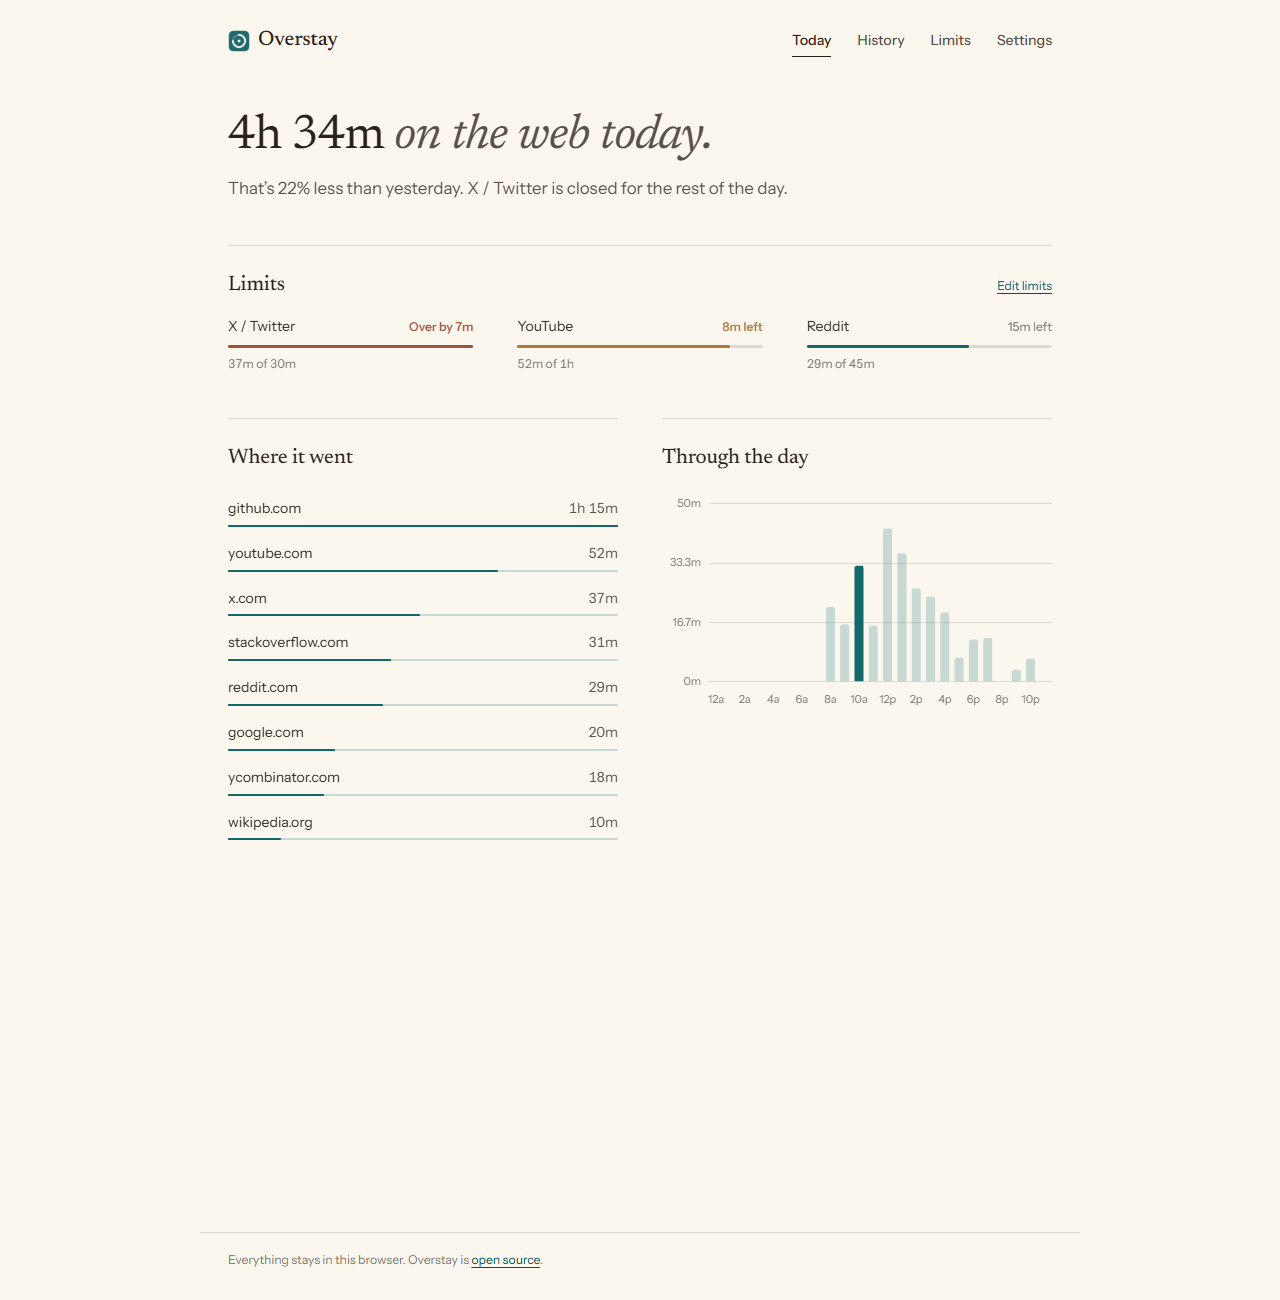 Overstay
Today History Limits Settings
4h 34m on the web today.
That’s 22% less than yesterday. X / Twitter is closed for the rest of the day.
Limits
Edit limits
X / Twitter Over by 7m
37m of 30m
YouTube 8m left
52m of 1h
Reddit 15m left
29m of 45m
Where it went
github.com 1h 15m
youtube.com 52m
x.com 37m
stackoverflow.com 31m
reddit.com 29m
google.com 20m
ycombinator.com 18m
wikipedia.org 10m
Through the day
50m
33.3m
16.7m
0m
12a 2a 4a 6a 8a 10a 12p 2p 4p 6p 8p 10p
Everything stays in this browser. Overstay is open source.